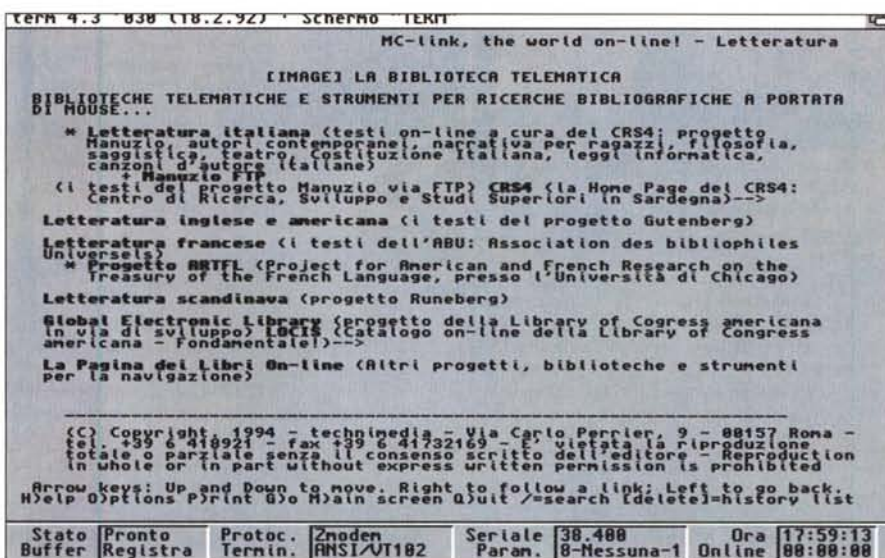 term 4.3 '030 (18.2.92) · Schermo "TERM"
MC-link, the world on-line! - Letteratura
[IMAGE] LA BIBLIOTECA TELEMATICA
BIBLIOTECHE TELEMATICHE E STRUMENTI PER RICERCHE BIBLIOGRAFICHE A PORTATA
DI MOUSE...
* Letteratura italiana (testi on-line a cura del CRS4: progetto
Manuzio, autori contemporanei, narrativa per ragazzi, filosofia,
saggistica, teatro, Costituzione Italiana, leggi informatica,
canzoni d'autore italiane)
+ Manuzio FTP
(i testi del progetto Manuzio via FTP) CRS4 (la Home Page del CRS4:
Centro di Ricerca, Sviluppo e Studi Superiori in Sardegna)-->
Letteratura inglese e americana (i testi del progetto Gutenberg)
Letteratura francese (i testi dell'ABU: Association des bibliophiles
Universels)
* Progetto ARTFL (Project for American and French Research on the
Treasury of the French Language, presso l'Università di Chicago)
Letteratura scandinava (progetto Runeberg)
Global Electronic Library (progetto della Library of Cogress americana
in via di sviluppo) LOCIS (Catalogo on-line della Library of Congress
americana - Fondamentale!)-->
La Pagina dei Libri On-line (Altri progetti, biblioteche e strumenti
per la navigazione)
(C) Copyright, 1994 - technimedia - Via Carlo Perrier, 9 - 00157 Roma -
tel. +39 6 418921 - fax +39 6 41732169 - E' vietata la riproduzione
totale o parziale senza il consenso scritto dell'editore - Reproduction
in whole or in part without express written permission is prohibited
Arrow keys: Up and Down to move. Right to follow a link; Left to go back.
H)elp O)ptions P)rint G)o M)ain screen Q)uit /=search [delete]=history list
Stato Pronto Protoc. Zmodem Seriale 38.400 Ora 17:59:13
Buffer Registra Termin. ANSI/VT102 Param. 8-Nessuna-1 Online 00:00:00